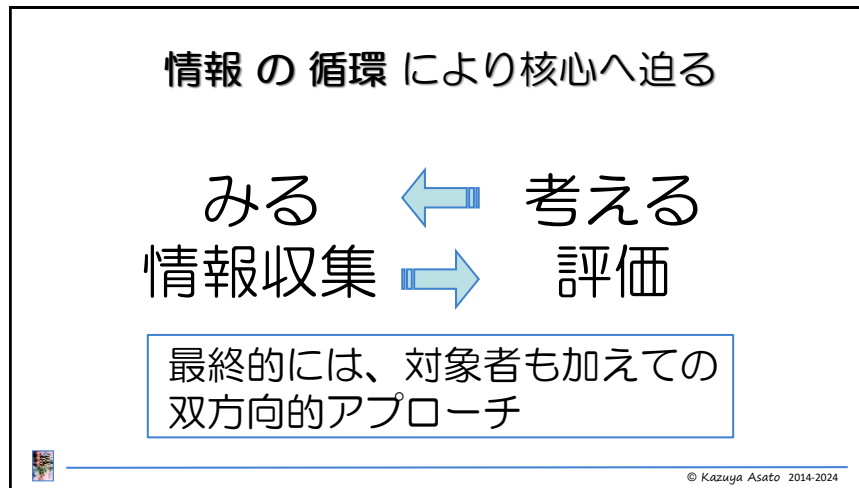 情報 の 循環 により核心へ迫る
みる 考える
情報収集 評価
最終的には、対象者も加えての
双方向的アプローチ
© Kazuya Asato 2014-2024